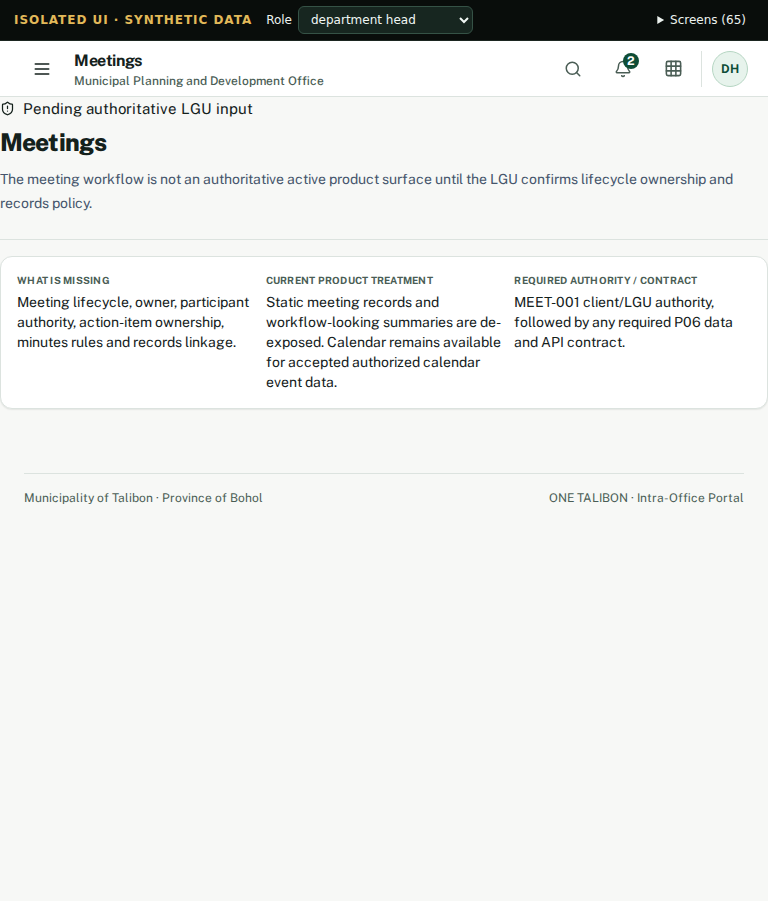 ISOLATED UI · SYNTHETIC DATA Role department head Screens (65)
Meetings
Municipal Planning and Development Office
2
DH
Pending authoritative LGU input
Meetings
The meeting workflow is not an authoritative active product surface until the LGU confirms lifecycle ownership and
records policy.
WHAT IS MISSING
Meeting lifecycle, owner, participant
authority, action-item ownership,
minutes rules and records linkage.
CURRENT PRODUCT TREATMENT
Static meeting records and
workflow-looking summaries are de-
exposed. Calendar remains available
for accepted authorized calendar
event data.
REQUIRED AUTHORITY / CONTRACT
MEET-001 client/LGU authority,
followed by any required P06 data
and API contract.
Municipality of Talibon · Province of Bohol
ONE TALIBON · Intra-Office Portal